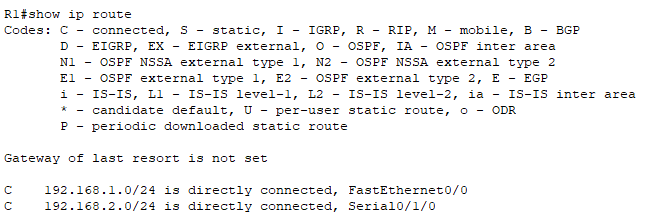 R1#show ip route
Codes: C - connected, S - static, I - IGRP, R - RIP, M - mobile, B - BGP
       D - EIGRP, EX - EIGRP external, O - OSPF, IA - OSPF inter area
       N1 - OSPF NSSA external type 1, N2 - OSPF NSSA external type 2
       E1 - OSPF external type 1, E2 - OSPF external type 2, E - EGP
       i - IS-IS, L1 - IS-IS level-1, L2 - IS-IS level-2, ia - IS-IS inter area
       * - candidate default, U - per-user static route, o - ODR
       P - periodic downloaded static route

Gateway of last resort is not set

C    192.168.1.0/24 is directly connected, FastEthernet0/0
C    192.168.2.0/24 is directly connected, Serial0/1/0